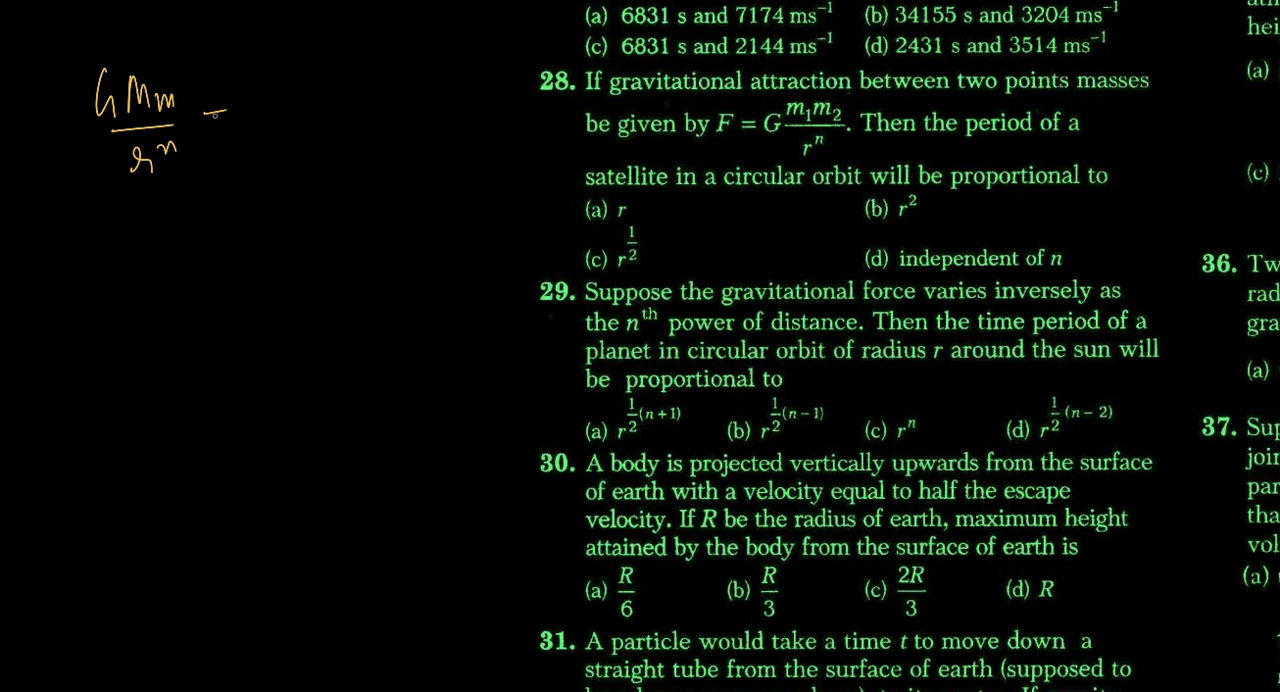 GMm / r^n =
(a) 6831 s and 7174 ms⁻¹ (b) 34155 s and 3204 ms⁻¹
(c) 6831 s and 2144 ms⁻¹ (d) 2431 s and 3514 ms⁻¹
28. If gravitational attraction between two points masses
be given by F = G m₁m₂ / rⁿ. Then the period of a
satellite in a circular orbit will be proportional to
(a) r (b) r²
(c) r^(1/2) (d) independent of n
29. Suppose the gravitational force varies inversely as
the nᵗʰ power of distance. Then the time period of a
planet in circular orbit of radius r around the sun will
be proportional to
(a) r^(1/2 (n + 1)) (b) r^(1/2 (n − 1)) (c) rⁿ (d) r^(1/2 (n − 2))
30. A body is projected vertically upwards from the surface
of earth with a velocity equal to half the escape
velocity. If R be the radius of earth, maximum height
attained by the body from the surface of earth is
(a) R/6 (b) R/3 (c) 2R/3 (d) R
31. A particle would take a time t to move down a
straight tube from the surface of earth (supposed to
hei
(a)
(c)
36. Tw
rad
gra
(a)
37. Sup
join
par
tha
vol
(a)